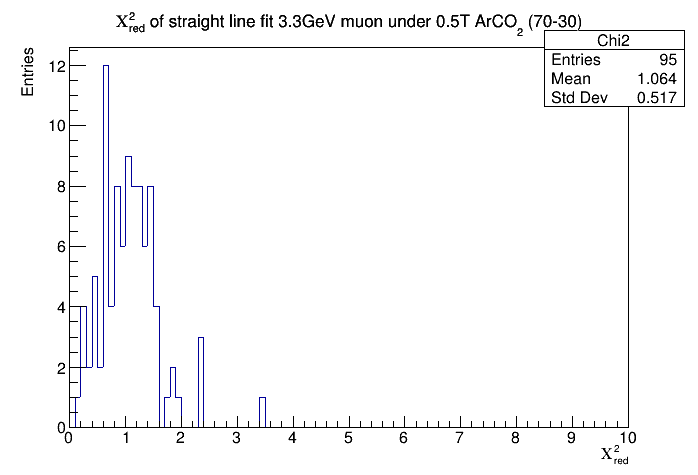 Χ²red of straight line fit 3.3GeV muon under 0.5T ArCO2 (70-30)
Chi2
Entries 95
Mean 1.064
Std Dev 0.517
Entries
12
10
8
6
4
2
0
0 1 2 3 4 5 6 7 8 9 10
Χ²red